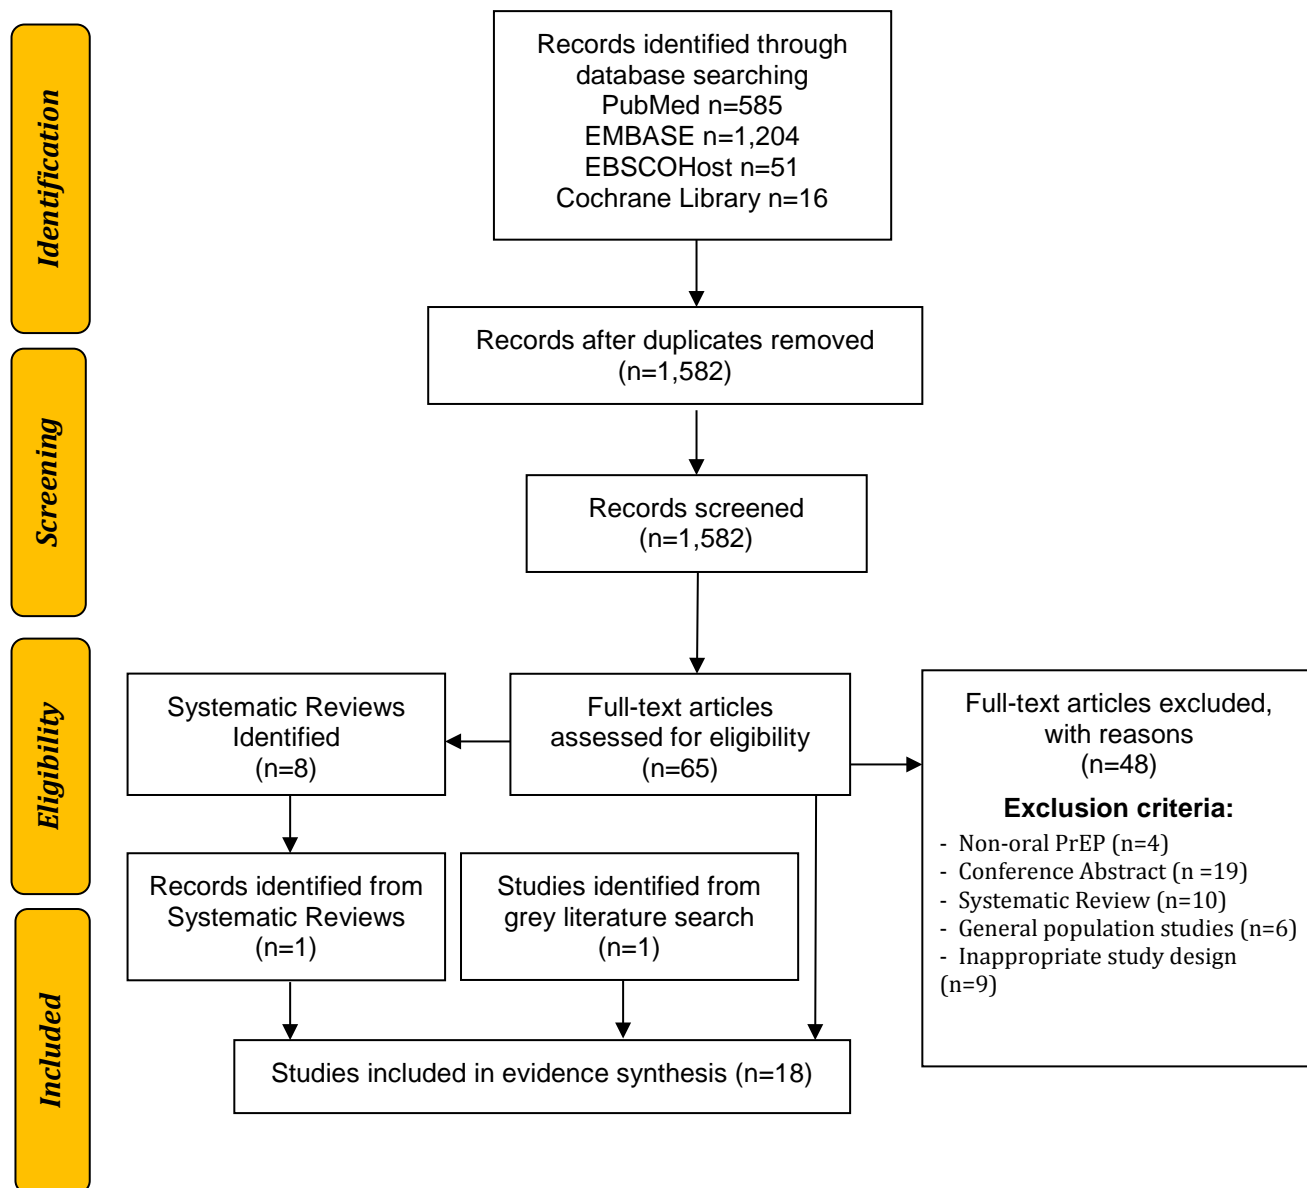 Identification
Records identified through
database searching
PubMed n=585
EMBASE n=1,204
EBSCOHost n=51
Cochrane Library n=16
Records after duplicates removed
(n=1,582)
Screening
Records screened
(n=1,582)
Eligibility
Systematic Reviews
Identified
(n=8)
Full-text articles
assessed for eligibility
(n=65)
Full-text articles excluded,
with reasons
(n=48)
Exclusion criteria:
- Non-oral PrEP (n=4)
- Conference Abstract (n =19)
- Systematic Review (n=10)
- General population studies (n=6)
- Inappropriate study design
(n=9)
Records identified from
Systematic Reviews
(n=1)
Studies identified from
grey literature search
(n=1)
Included
Studies included in evidence synthesis (n=18)